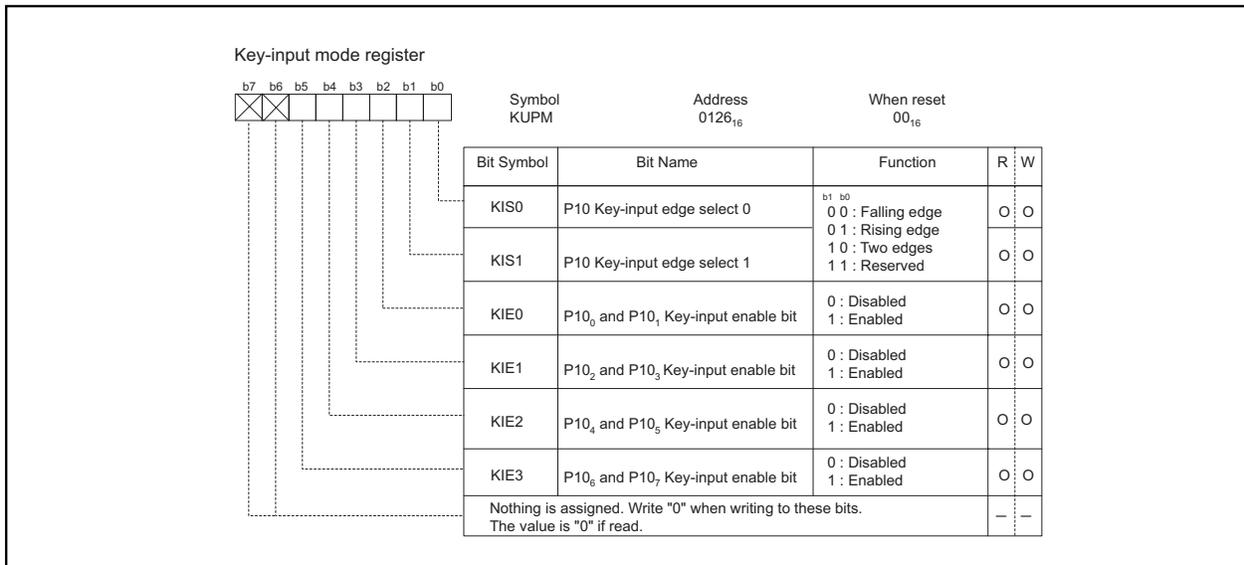 Key-input mode register
b7 b6 b5 b4 b3 b2 b1 b0
Symbol Address When reset
KUPM 0126₁₆ 00₁₆
Bit Symbol Bit Name Function R W
KIS0 P10 Key-input edge select 0 O O
b1 b0
0 0 : Falling edge
0 1 : Rising edge
1 0 : Two edges
1 1 : Reserved
KIS1 P10 Key-input edge select 1 O O
KIE0 P10₀ and P10₁ Key-input enable bit O O
0 : Disabled
1 : Enabled
KIE1 P10₂ and P10₃ Key-input enable bit O O
0 : Disabled
1 : Enabled
KIE2 P10₄ and P10₅ Key-input enable bit O O
0 : Disabled
1 : Enabled
KIE3 P10₆ and P10₇ Key-input enable bit O O
0 : Disabled
1 : Enabled
Nothing is assigned. Write "0" when writing to these bits. – –
The value is "0" if read.